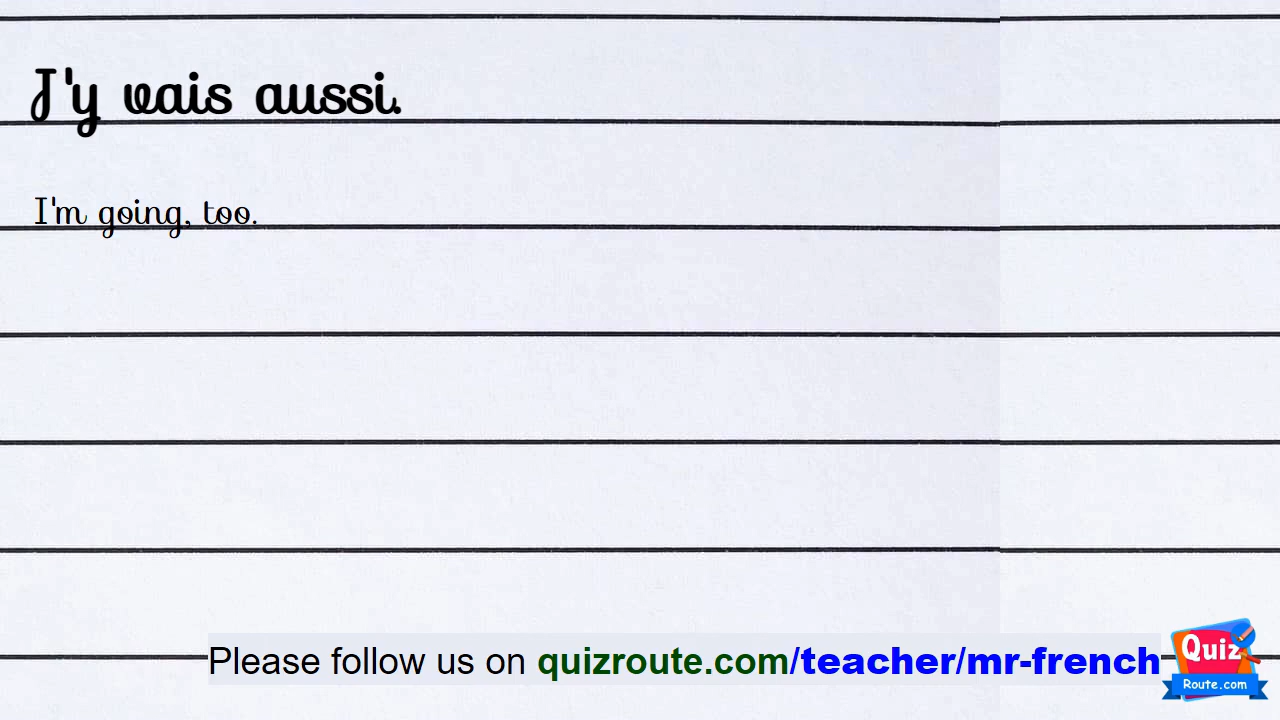 J'y vais aussi.
I'm going, too.
Please follow us on quizroute.com/teacher/mr-french
Quiz
Route.com